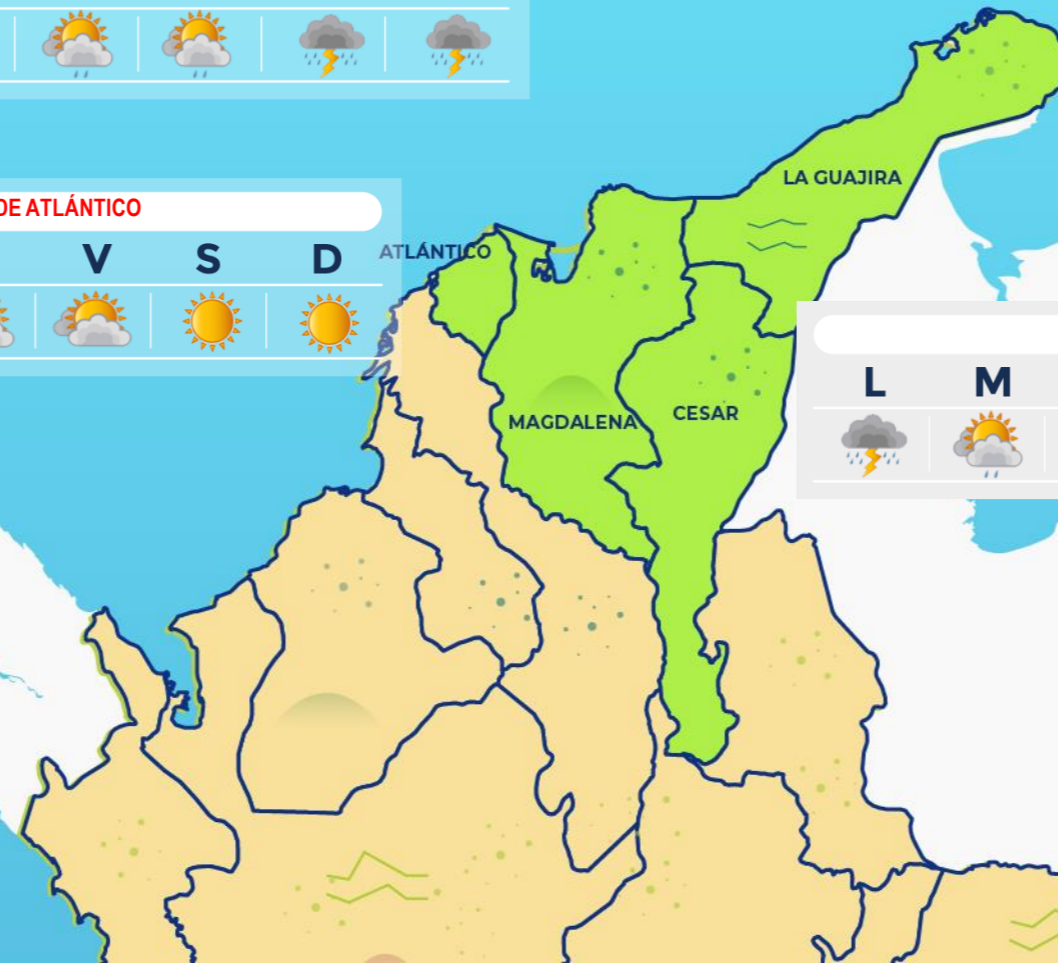 LA GUAJIRA
DE ATLÁNTICO
V S D
ATLÁNTICO
L M
MAGDALENA
CESAR